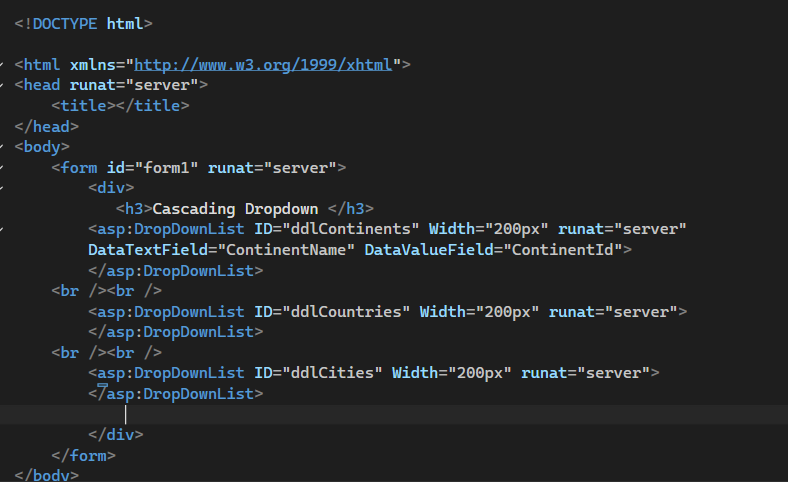 <!DOCTYPE html>
<html xmlns="http://www.w3.org/1999/xhtml">
<head runat="server">
<title></title>
</head>
<body>
<form id="form1" runat="server">
<div>
<h3>Cascading Dropdown </h3>
<asp:DropDownList ID="ddlContinents" Width="200px" runat="server"
DataTextField="ContinentName" DataValueField="ContinentId">
</asp:DropDownList>
<br /><br />
<asp:DropDownList ID="ddlCountries" Width="200px" runat="server">
</asp:DropDownList>
<br /><br />
<asp:DropDownList ID="ddlCities" Width="200px" runat="server">
</asp:DropDownList>
</div>
</form>
</body>